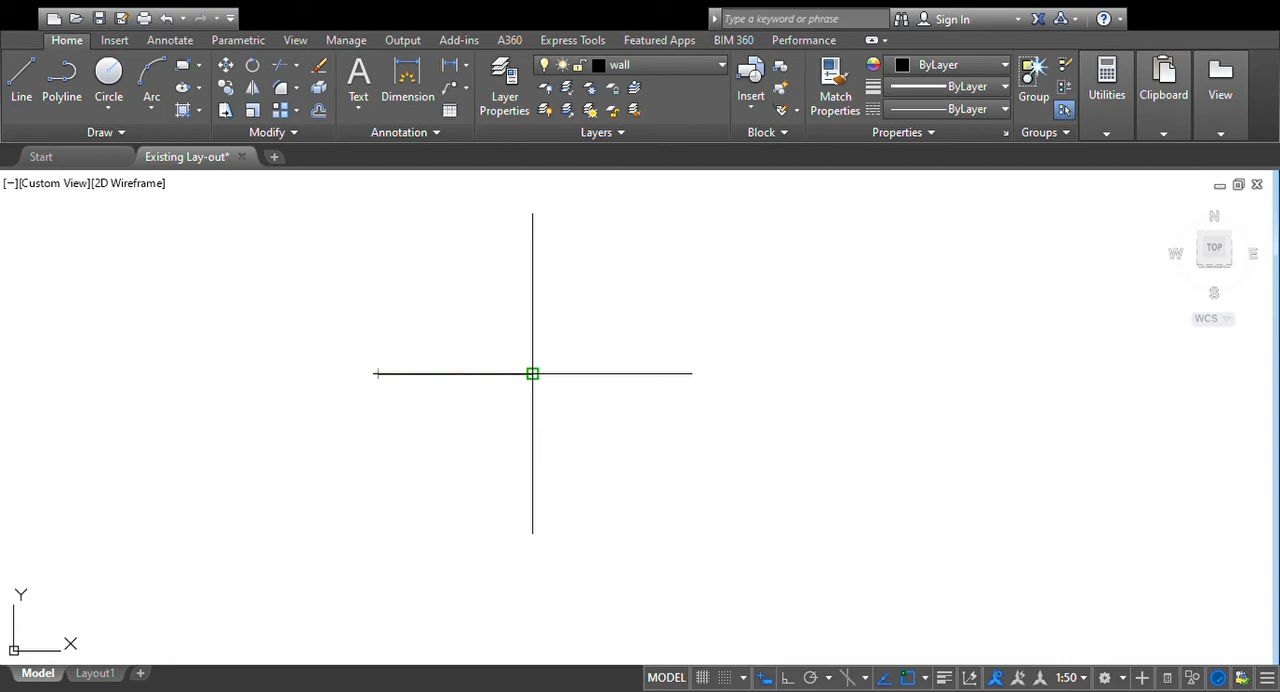 Type a keyword or phrase
Sign In
Home Insert Annotate Parametric View Manage Output Add-ins A360 Express Tools Featured Apps BIM 360 Performance
Line Polyline Circle Arc
Draw
Modify
Text Dimension
Annotation
Layer Properties
wall
Layers
Insert
Block
Match Properties
ByLayer
ByLayer
ByLayer
Properties
Group
Groups
Utilities
Clipboard
View
Start
Existing Lay-out*
[−][Custom View][2D Wireframe]
N
W TOP E
S
WCS
Y
X
Model Layout1
MODEL
1:50